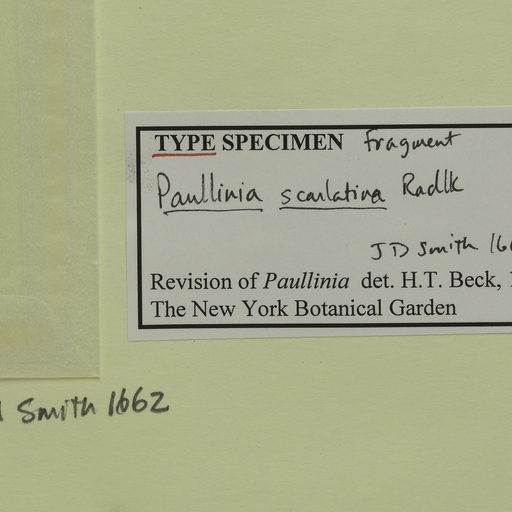 TYPE SPECIMEN Fragment
Paullinia scarlatina Radlk
J D Smith 166
Revision of Paullinia det. H.T. Beck,
The New York Botanical Garden
Smith 1662